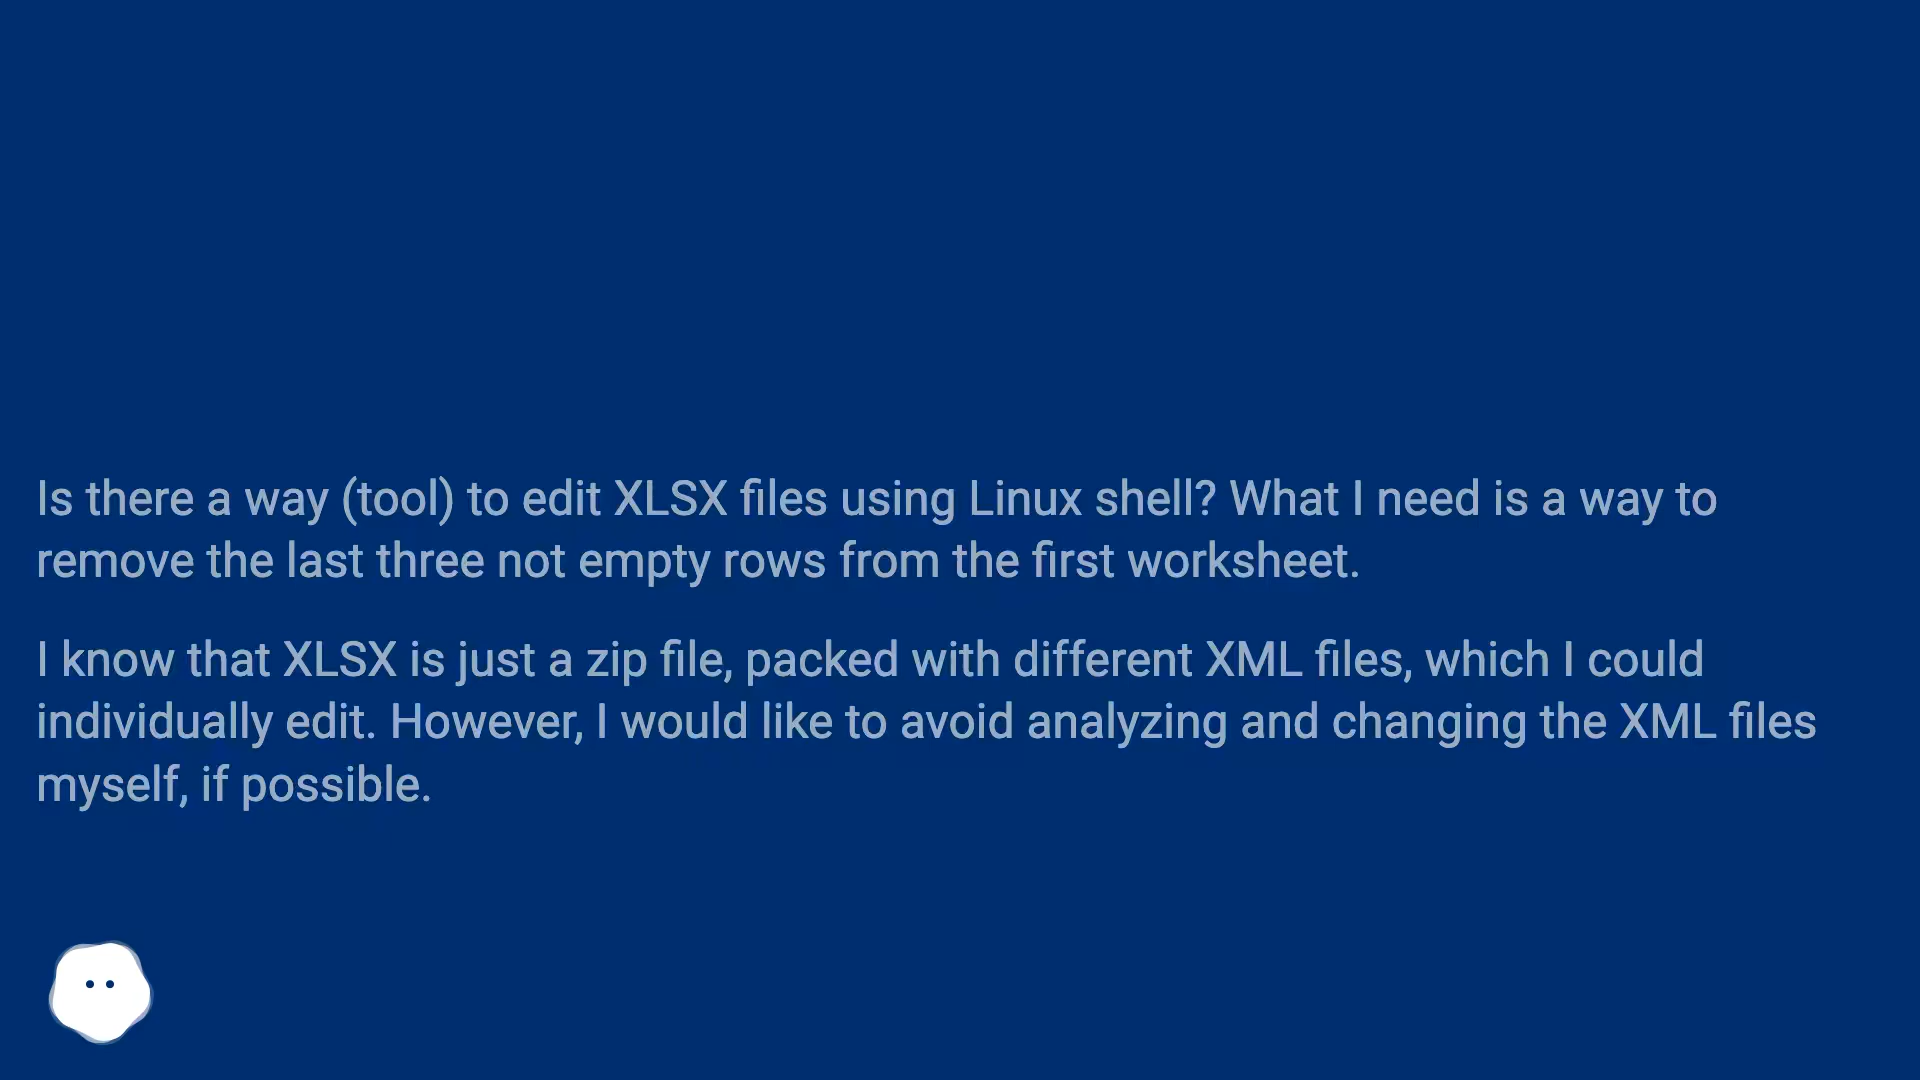 Is there a way (tool) to edit XLSX files using Linux shell? What I need is a way to
remove the last three not empty rows from the first worksheet.
I know that XLSX is just a zip file, packed with different XML files, which I could
individually edit. However, I would like to avoid analyzing and changing the XML files
myself, if possible.